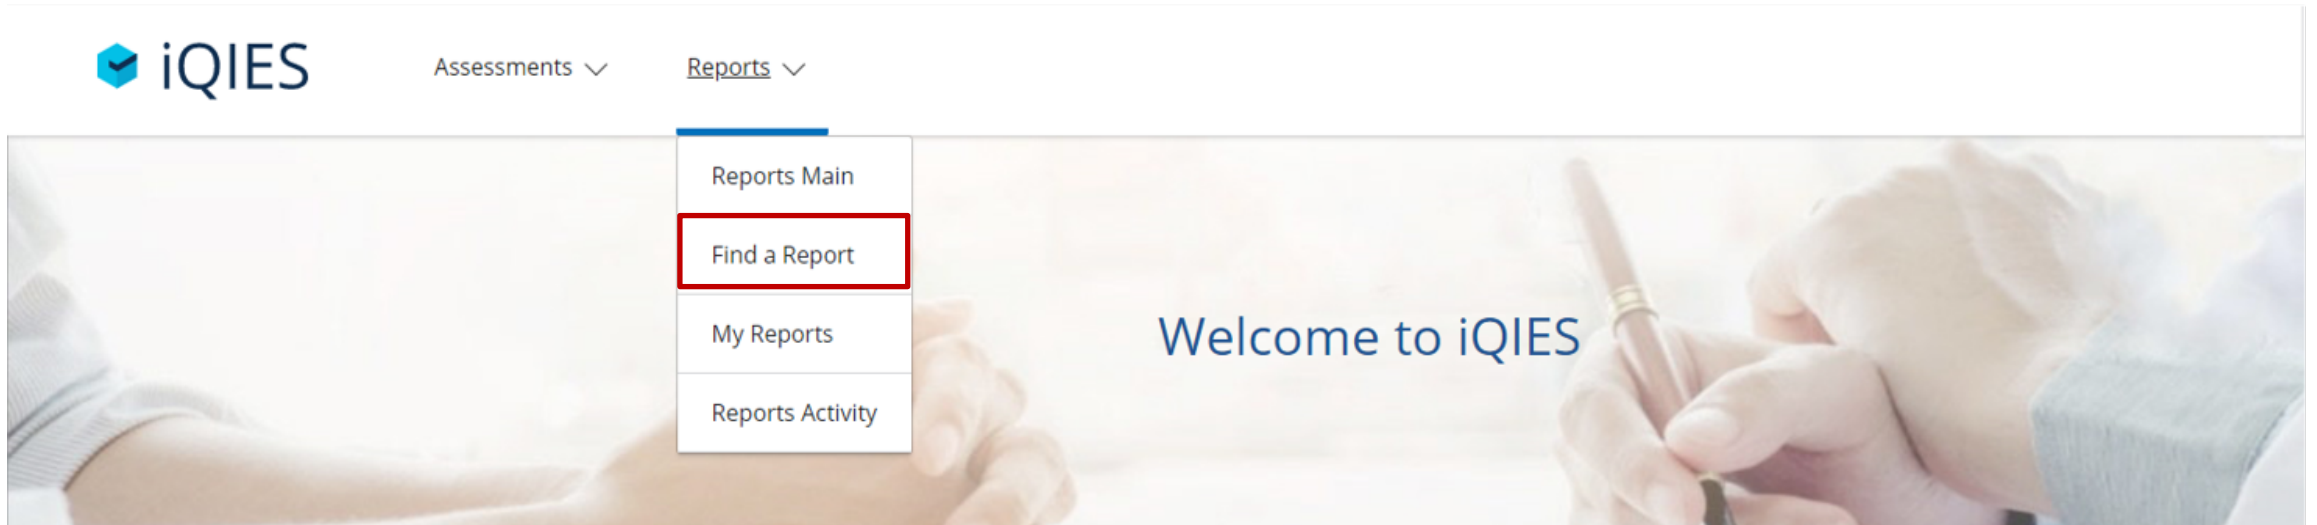 iQIES
Assessments
Reports
Reports Main
Find a Report
My Reports
Reports Activity
Welcome to iQIES